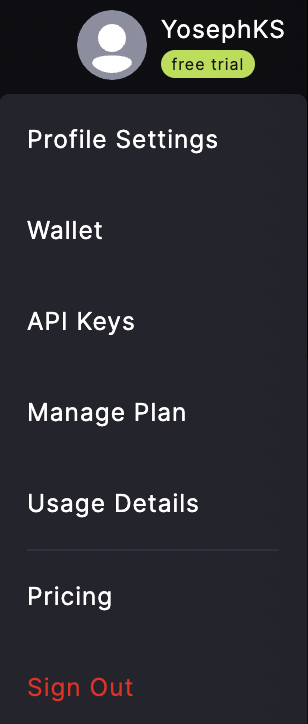 YosephKS
free trial
Profile Settings
Wallet
API Keys
Manage Plan
Usage Details
Pricing
Sign Out